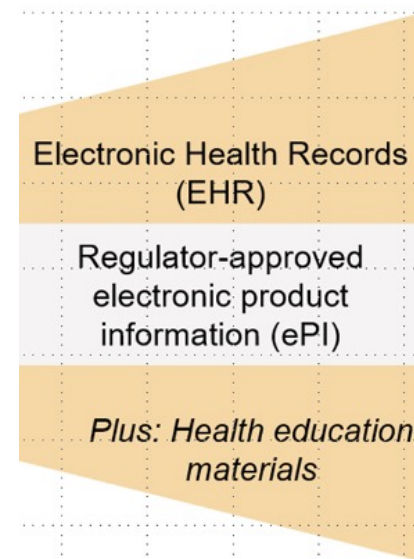 Electronic Health Records
(EHR)
Regulator-approved
electronic product
information (ePI)
Plus: Health education
materials